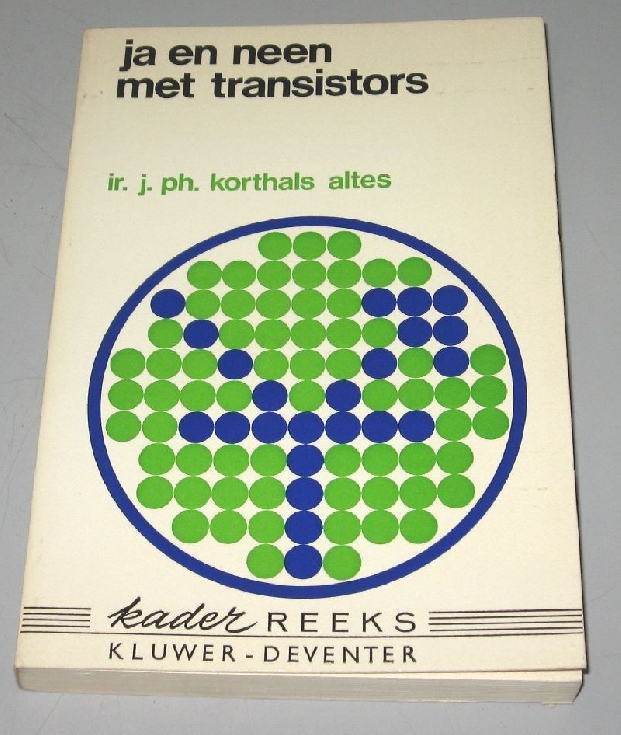 ja en neen
met transistors
ir. j. ph. korthals altes
kader REEKS
KLUWER-DEVENTER